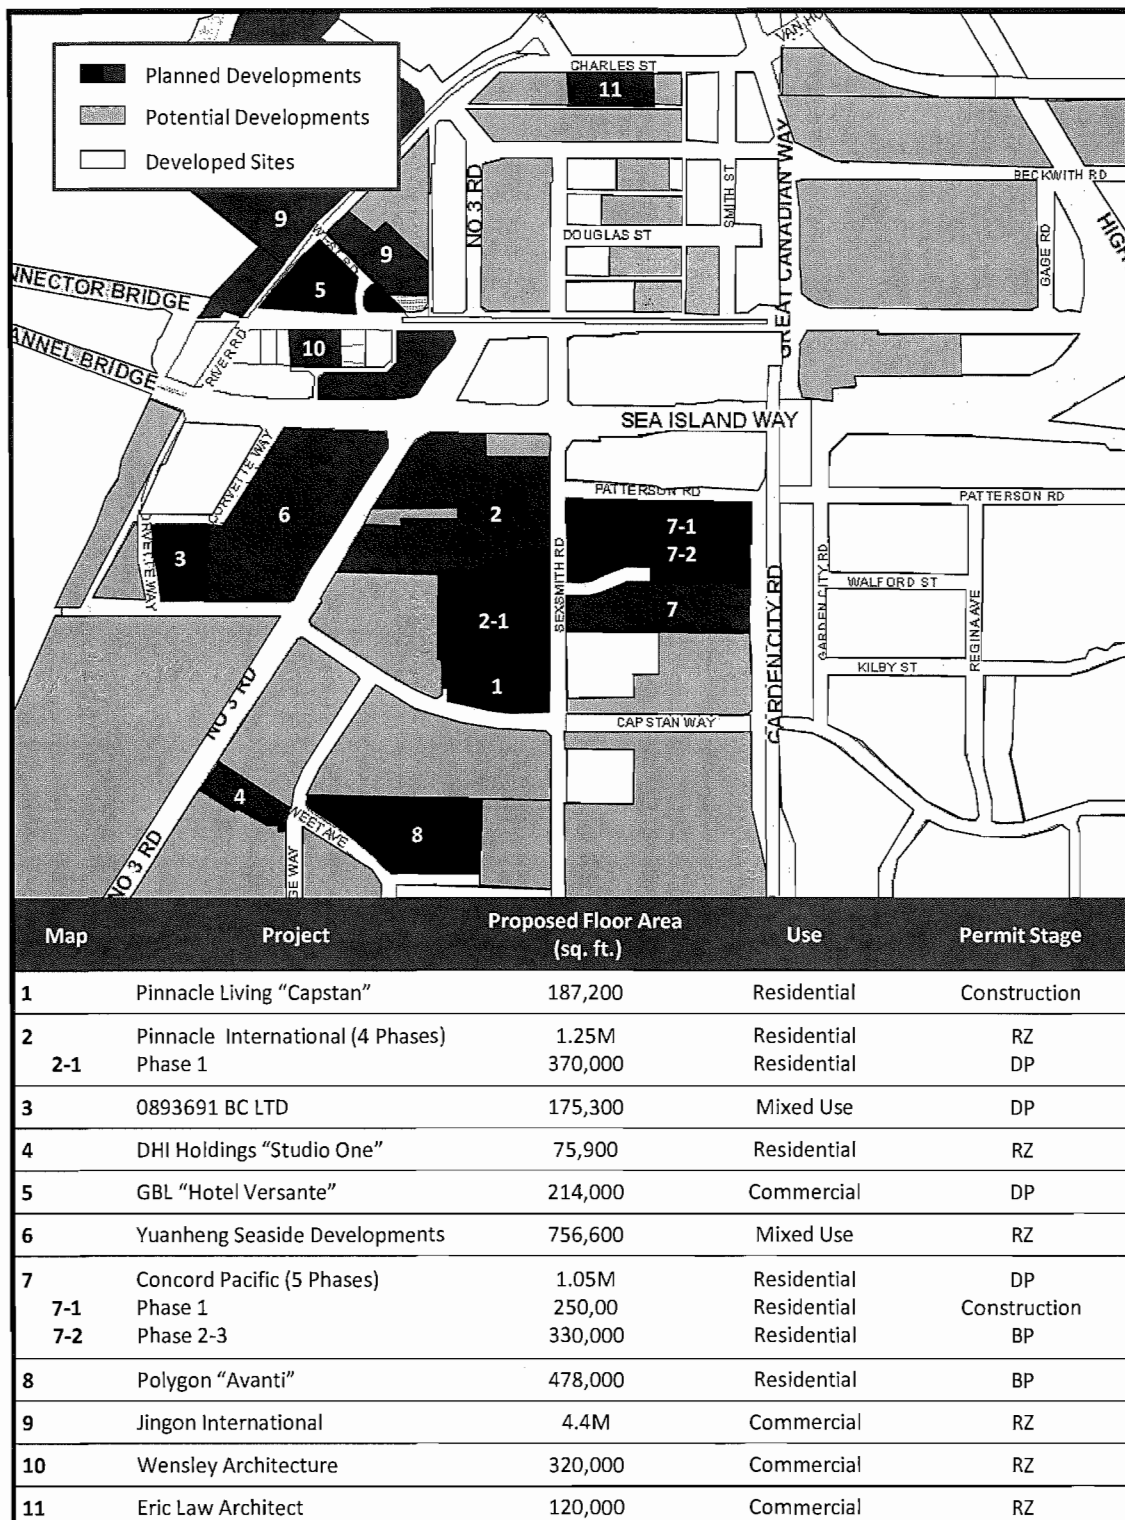 Planned Developments
Potential Developments
Developed Sites
CHARLES ST
11
NO 3 RD
SMITH ST
GREAT CANADIAN WAY
BECKWITH RD
GAGE RD
9
WEST RD
9
DOUGLAS ST
5
NNECTOR BRIDGE
ANNEL BRIDGE
RIVER RD
10
SEA ISLAND WAY
CORVETTE WAY
6
2
PATTERSON RD
PATTERSON RD
7-1
7-2
ORVETTE WAY
3
SEXSMITH RD
GARDEN CITY RD
GARDEN CITY RD
WALFORD ST
REGINA AVE
2-1
7
1
KILBY ST
NO 3 RD
CAPSTAN WAY
4
8
NO 3 RD
GE WAY
Map Project Proposed Floor Area (sq. ft.) Use Permit Stage
1 Pinnacle Living “Capstan” 187,200 Residential Construction
2 Pinnacle International (4 Phases) 1.25M Residential RZ
2-1 Phase 1 370,000 Residential DP
3 0893691 BC LTD 175,300 Mixed Use DP
4 DHI Holdings “Studio One” 75,900 Residential RZ
5 GBL “Hotel Versante” 214,000 Commercial DP
6 Yuanheng Seaside Developments 756,600 Mixed Use RZ
7 Concord Pacific (5 Phases) 1.05M Residential DP
7-1 Phase 1 250,00 Residential Construction
7-2 Phase 2-3 330,000 Residential BP
8 Polygon “Avanti” 478,000 Residential BP
9 Jingon International 4.4M Commercial RZ
10 Wensley Architecture 320,000 Commercial RZ
11 Eric Law Architect 120,000 Commercial RZ